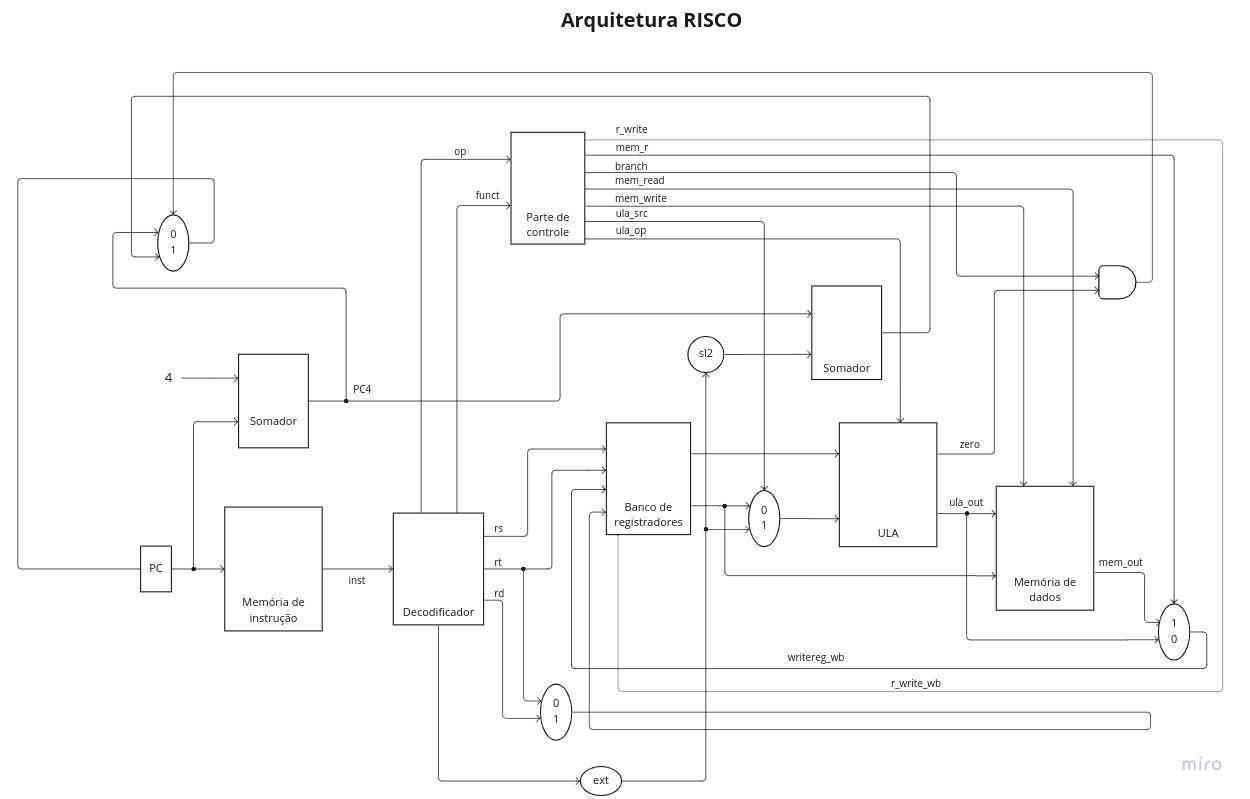 Arquitetura RISCO
r_write
mem_r
branch
mem_read
mem_write
ula_src
ula_op
op
funct
Parte de
controle
0
1
4
Somador
PC4
sl2
Somador
zero
ula_out
ULA
Banco de
registradores
0
1
rs
rt
rd
PC
inst
Memória de
instrução
Decodificador
Memória de
dados
mem_out
1
0
writereg_wb
r_write_wb
0
1
ext
miro